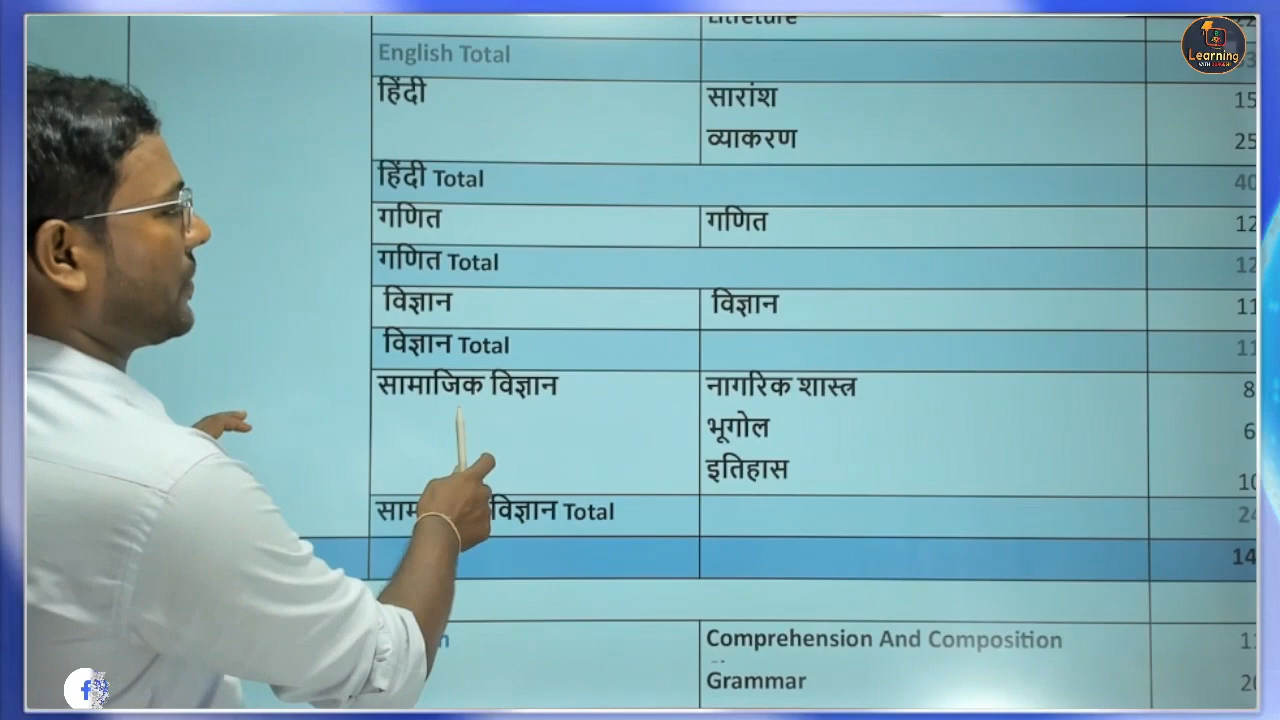 English Total
हिंदी सारांश 15
व्याकरण 25
हिंदी Total 40
गणित गणित 12
गणित Total 12
विज्ञान विज्ञान 11
विज्ञान Total 11
सामाजिक विज्ञान नागरिक शास्त्र 8
भूगोल 6
इतिहास 10
विज्ञान Total 24
14
Comprehension And Composition
Grammar 20
Learning